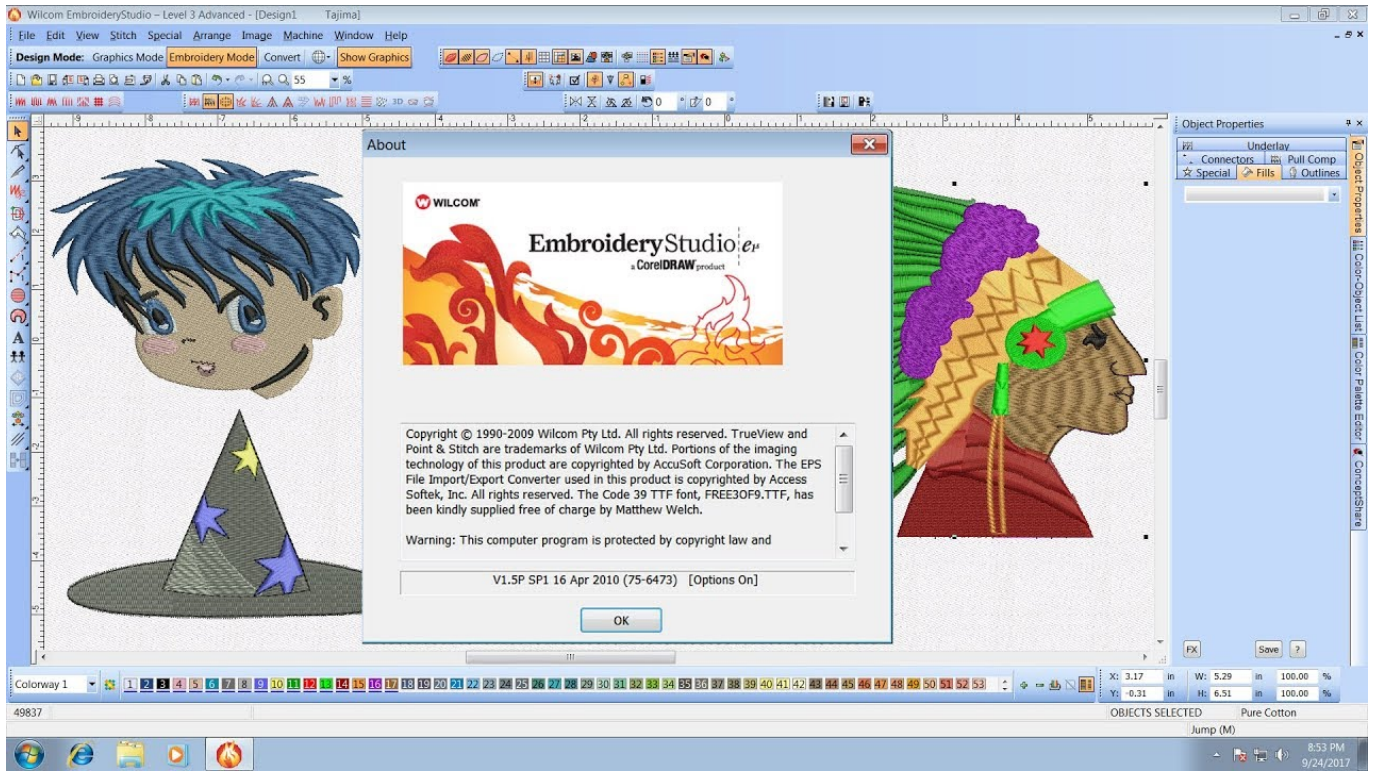 Wilcom EmbroideryStudio – Level 3 Advanced - [Design1 Tajima]
File Edit View Stitch Special Arrange Image Machine Window Help
Design Mode: Graphics Mode Embroidery Mode Convert Show Graphics
55 %
3D
0 ° 0 °
About
WILCOM
EmbroideryStudio e
a CorelDRAW product
Copyright © 1990-2009 Wilcom Pty Ltd. All rights reserved. TrueView and
Point & Stitch are trademarks of Wilcom Pty Ltd. Portions of the imaging
technology of this product are copyrighted by AccuSoft Corporation. The EPS
File Import/Export Converter used in this product is copyrighted by Access
Softek, Inc. All rights reserved. The Code 39 TTF font, FREE3OF9.TTF, has
been kindly supplied free of charge by Matthew Welch.
Warning: This computer program is protected by copyright law and
V1.5P SP1 16 Apr 2010 (75-6473) [Options On]
OK
Object Properties
Underlay
Connectors Pull Comp
Special Fills Outlines
Object Properties
Color-Object List
Color Palette Editor
ConceptShare
FX Save ?
Colorway 1 1 2 3 4 5 6 7 8 9 10 11 12 13 14 15 16 17 18 19 20 21 22 23 24 25 26 27 28 29 30 31 32 33 34 35 36 37 38 39 40 41 42 43 44 45 46 47 48 49 50 51 52 53
X: 3.17 in W: 5.29 in 100.00 %
Y: -0.31 in H: 6.51 in 100.00 %
49837 OBJECTS SELECTED Pure Cotton
Jump (M)
8:53 PM
9/24/2017